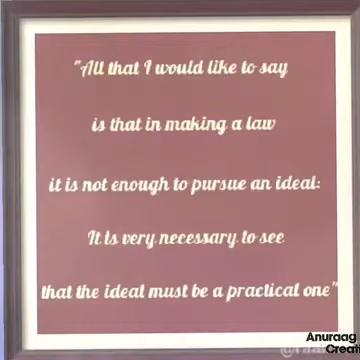 "All that I would like to say
is that in making a law
it is not enough to pursue an ideal:
It is very necessary to see
that the ideal must be a practical one"
Anuraag
Creati